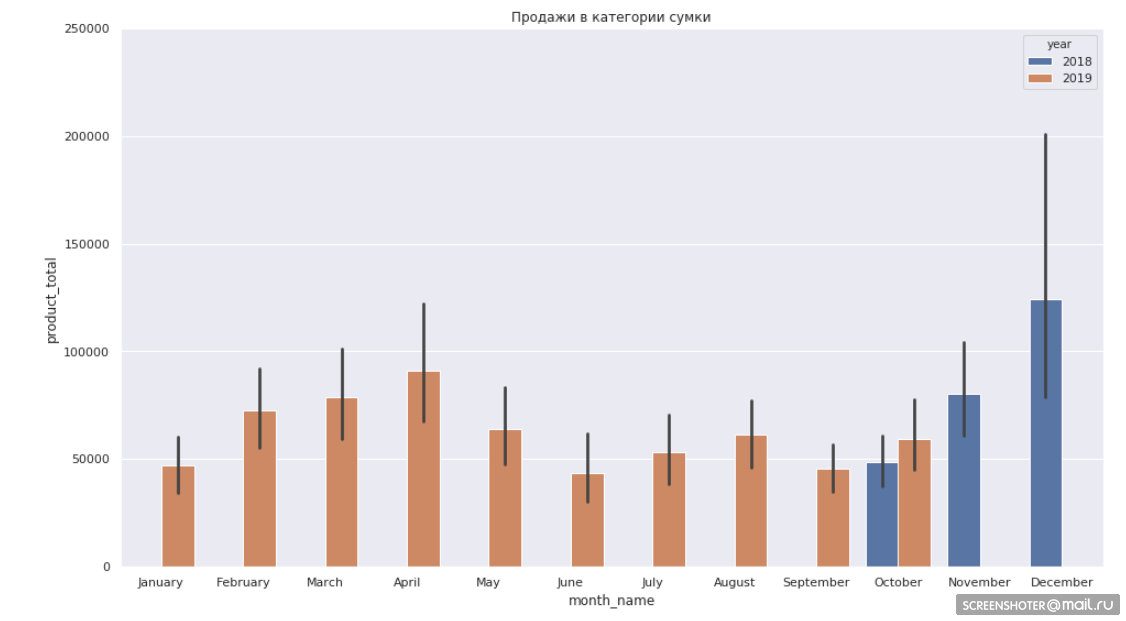 Продажи в категории сумки
250000
200000
150000
100000
50000
0
product_total
year
2018
2019
January February March April May June July August September October November December
month_name
SCREENSHOTER@mail.ru